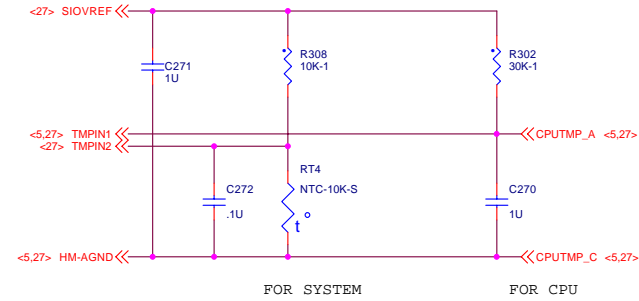 <27> SIOVREF
R308
10K-1
R302
30K-1
C271
1U
<5,27> TMPIN1
<27> TMPIN2
CPUTMP_A <5,27>
RT4
NTC-10K-S
t°
C272
.1U
C270
1U
<5,27> HM-AGND
CPUTMP_C <5,27>
FOR SYSTEM
FOR CPU